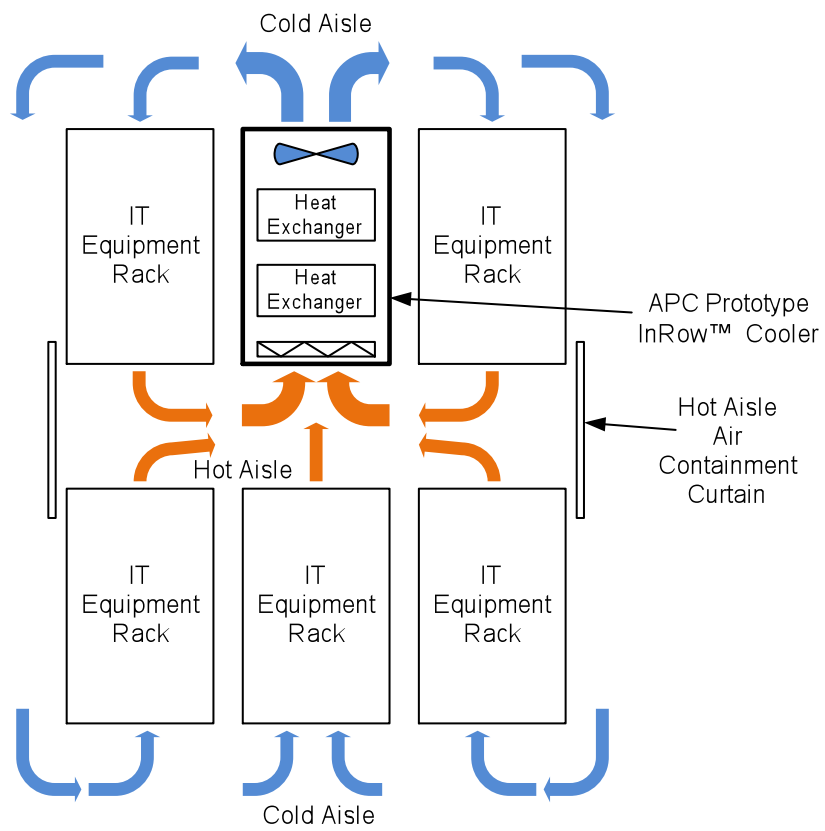 Cold Aisle
IT
Equipment
Rack
Heat
Exchanger
Heat
Exchanger
IT
Equipment
Rack
APC Prototype
InRow™ Cooler
Hot Aisle
Air
Containment
Curtain
Hot Aisle
IT
Equipment
Rack
IT
Equipment
Rack
IT
Equipment
Rack
Cold Aisle